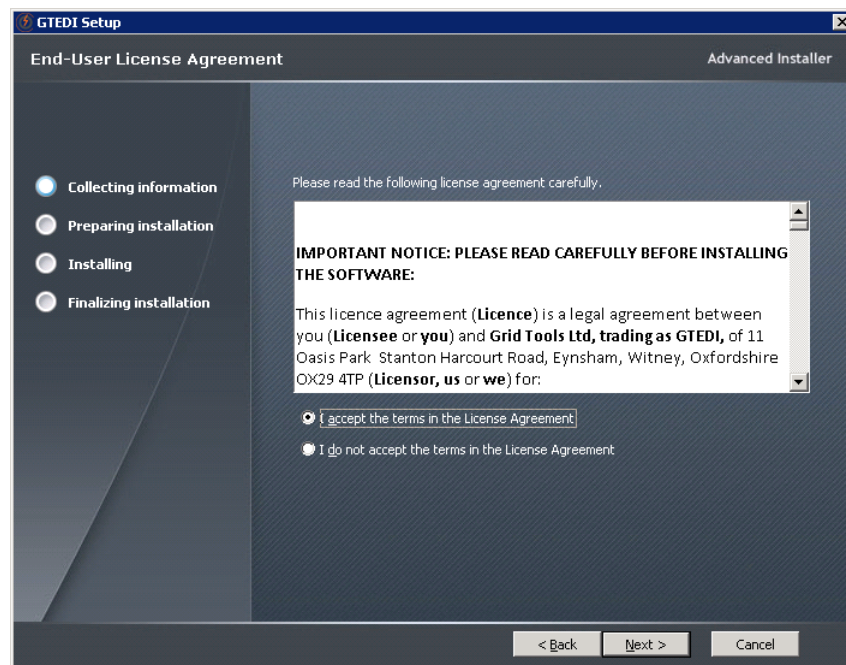 GTEDI Setup
End-User License Agreement
Advanced Installer
Collecting information
Preparing installation
Installing
Finalizing installation
Please read the following license agreement carefully.
IMPORTANT NOTICE: PLEASE READ CAREFULLY BEFORE INSTALLING
THE SOFTWARE:
This licence agreement (Licence) is a legal agreement between
you (Licensee or you) and Grid Tools Ltd, trading as GTEDI, of 11
Oasis Park Stanton Harcourt Road, Eynsham, Witney, Oxfordshire
OX29 4TP (Licensor, us or we) for:
I accept the terms in the License Agreement
I do not accept the terms in the License Agreement
< Back
Next >
Cancel